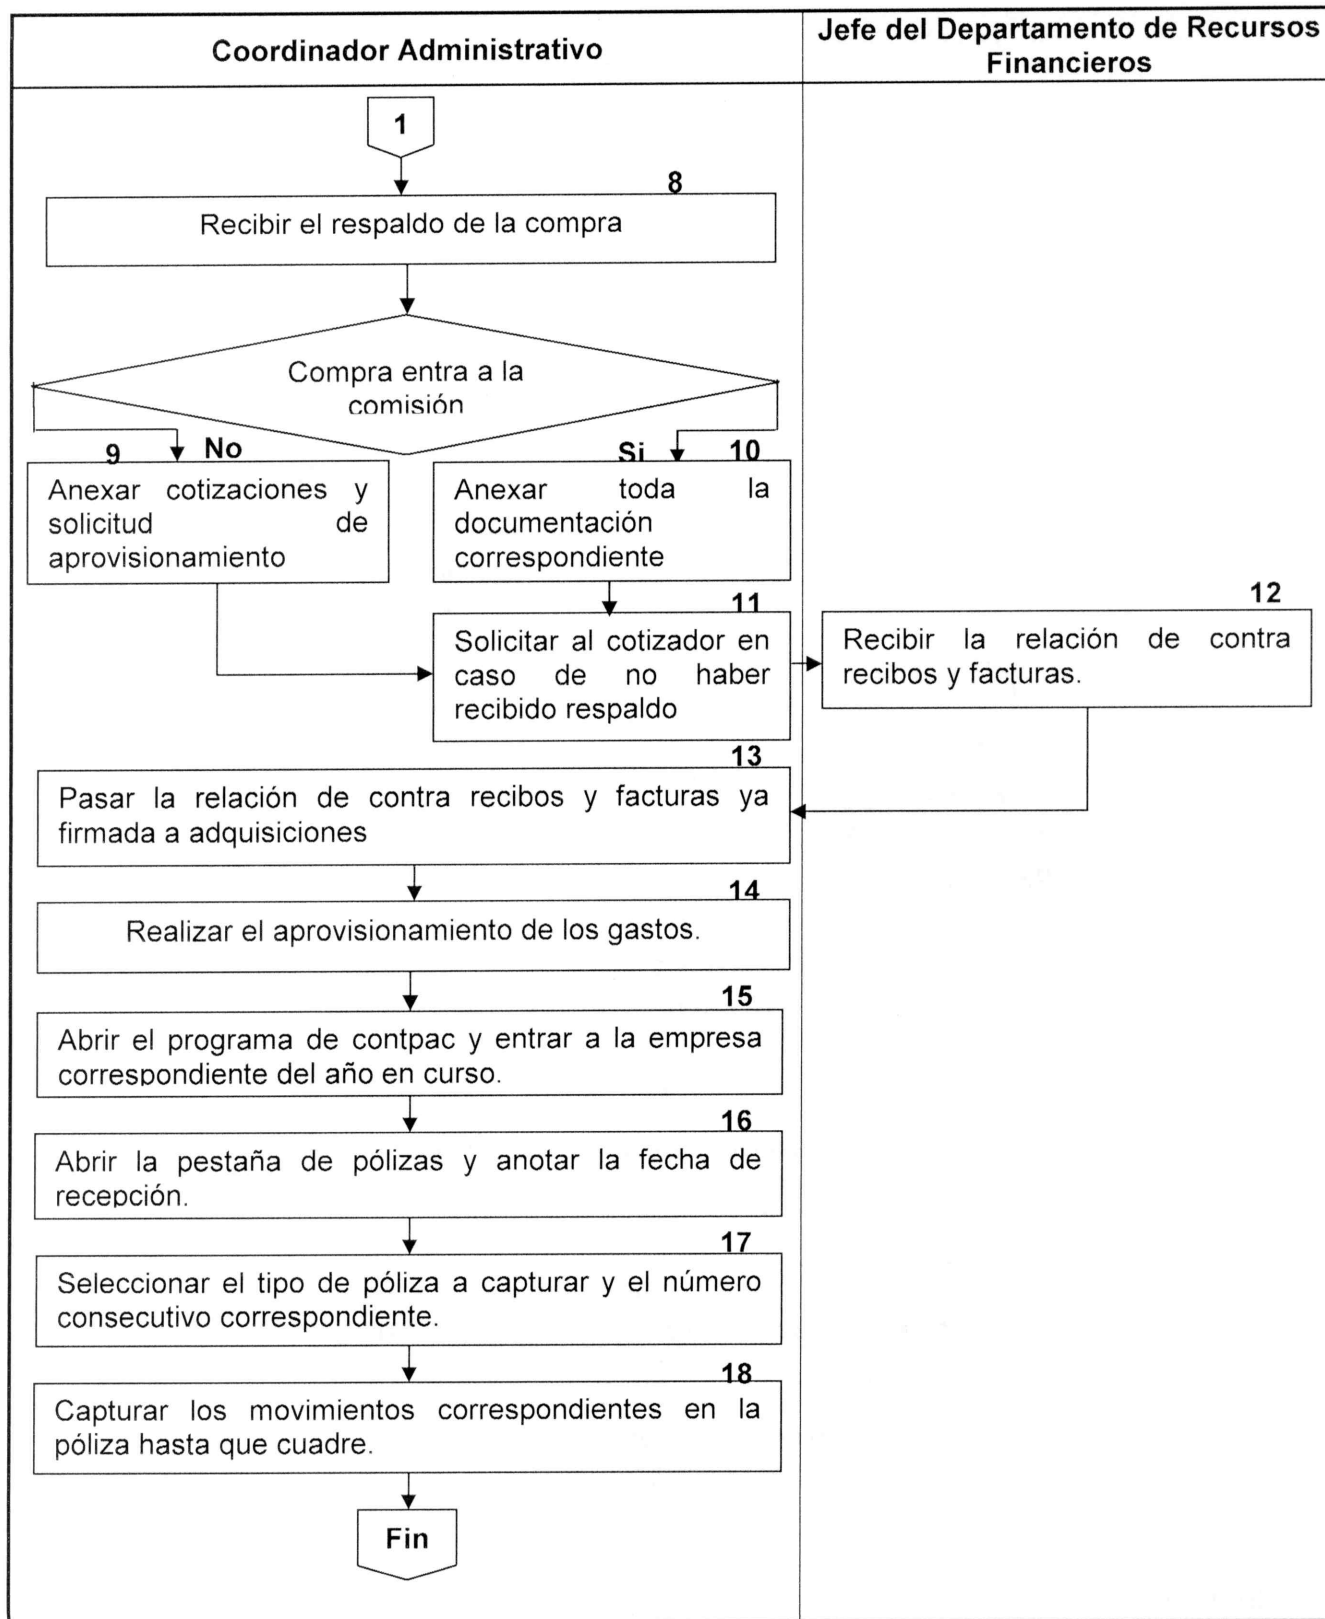 Coordinador Administrativo
Jefe del Departamento de Recursos
Financieros
1
8
Recibir el respaldo de la compra
Compra entra a la
comisión
9 No
Anexar cotizaciones y
solicitud de
aprovisionamiento
Si 10
Anexar toda la
documentación
correspondiente
11
Solicitar al cotizador en
caso de no haber
recibido respaldo
12
Recibir la relación de contra
recibos y facturas.
13
Pasar la relación de contra recibos y facturas ya
firmada a adquisiciones
14
Realizar el aprovisionamiento de los gastos.
15
Abrir el programa de contpac y entrar a la empresa
correspondiente del año en curso.
16
Abrir la pestaña de pólizas y anotar la fecha de
recepción.
17
Seleccionar el tipo de póliza a capturar y el número
consecutivo correspondiente.
18
Capturar los movimientos correspondientes en la
póliza hasta que cuadre.
Fin